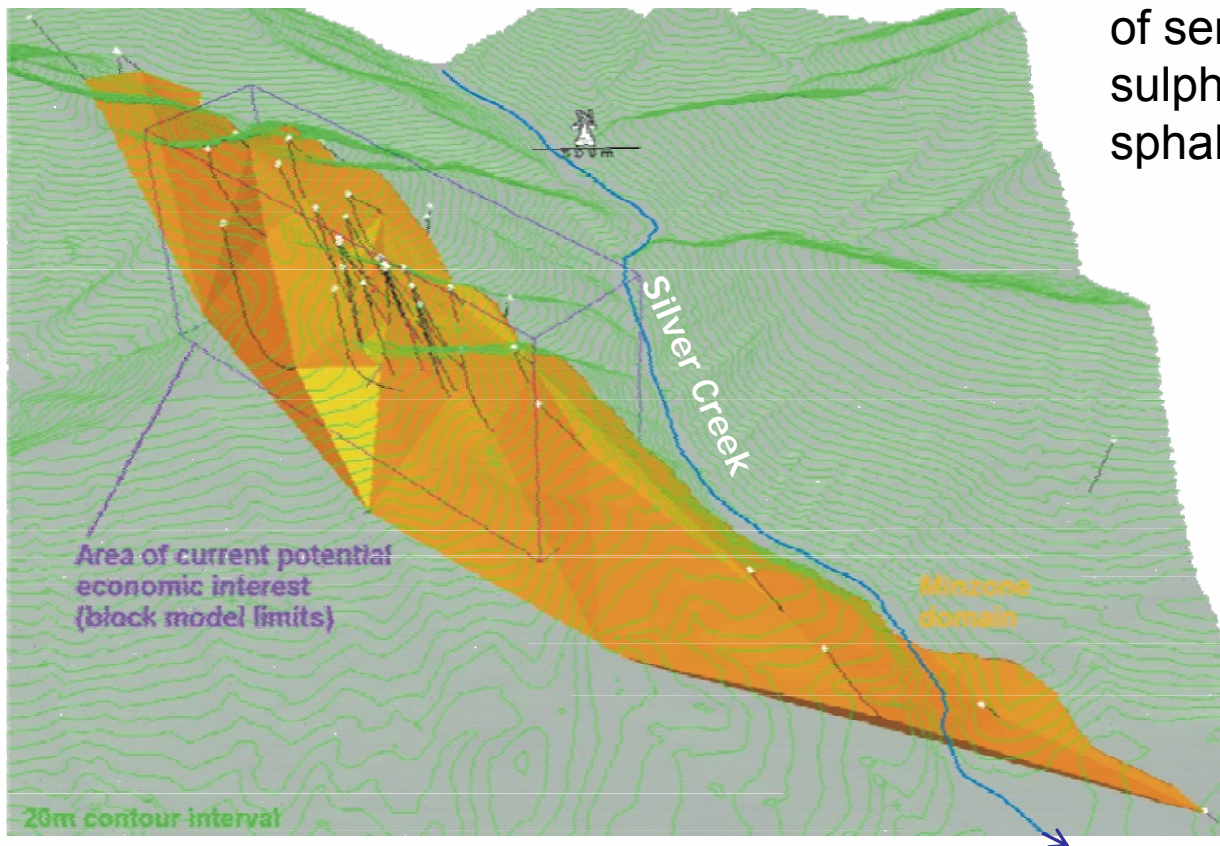 of ser
sulph
sphal
500m
Silver Creek
Area of current potential
economic interest
(block model limits)
Minzone
domain
20m contour interval